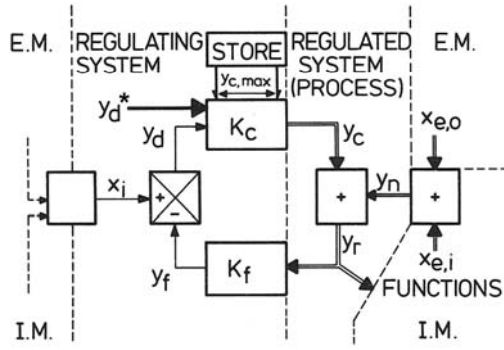 E.M.
REGULATING
SYSTEM
STORE
REGULATED
SYSTEM
(PROCESS)
E.M.
y_c,max
y_d*
K_c
y_d
y_c
x_e,o
x_i
+
-
+
y_n
+
y_r
y_f
K_f
x_e,i
FUNCTIONS
I.M.
I.M.